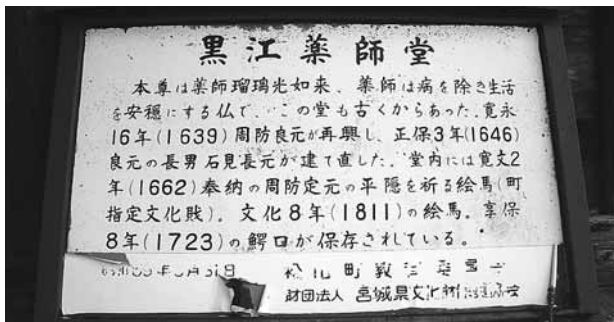 黒江薬師堂
本尊は薬師瑠璃光如来、薬師は病を除き生活
を安穏にする仏で、この堂も古くからあった。寛永
16年(1639)周防良元が再興し、正保3年(1646)
良元の長男石見長元が建て直した。堂内には寛文2
年(1662)奉納の周防定元の平隠を祈る絵馬(町
指定文化財)。文化8年(1811)の絵馬。享保
8年(1723)の鰐口が保存されている。
町教育委員会
財団法人 宮城県文化財